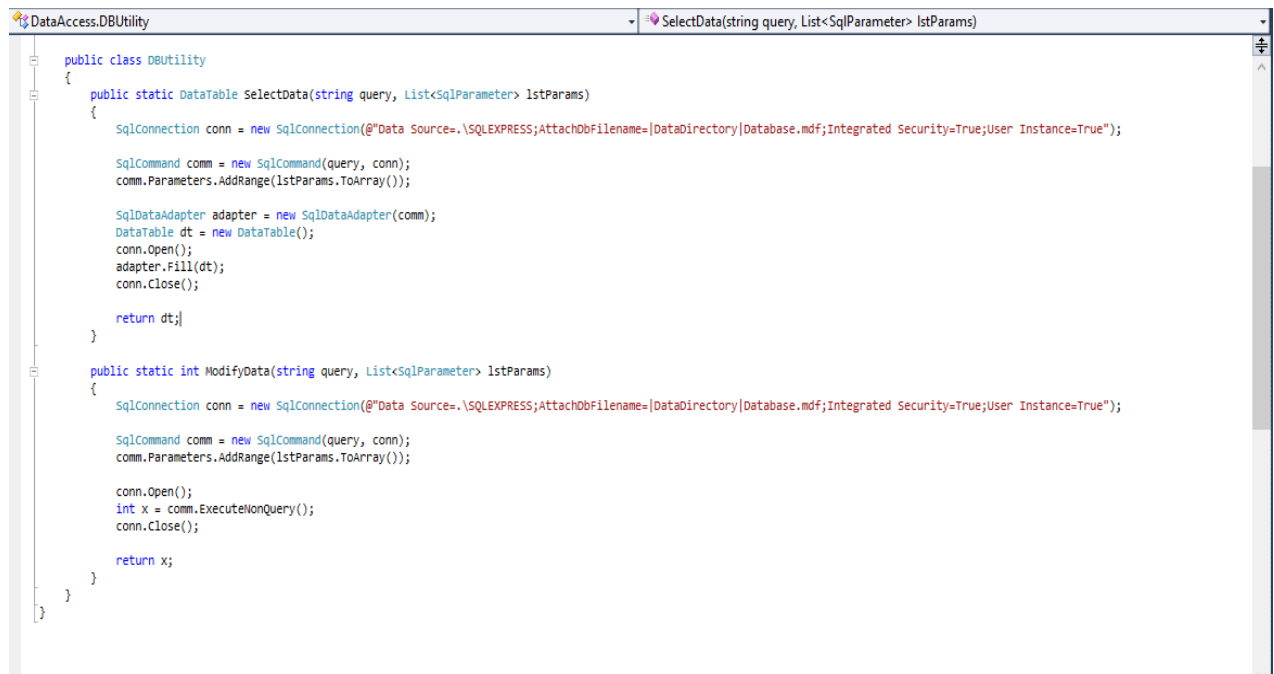 DataAccess.DBUtility SelectData(string query, List<SqlParameter> lstParams)
public class DBUtility
{
public static DataTable SelectData(string query, List<SqlParameter> lstParams)
{
SqlConnection conn = new SqlConnection(@"Data Source=.\SQLEXPRESS;AttachDbFilename=|DataDirectory|Database.mdf;Integrated Security=True;User Instance=True");
SqlCommand comm = new SqlCommand(query, conn);
comm.Parameters.AddRange(lstParams.ToArray());
SqlDataAdapter adapter = new SqlDataAdapter(comm);
DataTable dt = new DataTable();
conn.Open();
adapter.Fill(dt);
conn.Close();
return dt;
}
public static int ModifyData(string query, List<SqlParameter> lstParams)
{
SqlConnection conn = new SqlConnection(@"Data Source=.\SQLEXPRESS;AttachDbFilename=|DataDirectory|Database.mdf;Integrated Security=True;User Instance=True");
SqlCommand comm = new SqlCommand(query, conn);
comm.Parameters.AddRange(lstParams.ToArray());
conn.Open();
int x = comm.ExecuteNonQuery();
conn.Close();
return x;
}
}
}